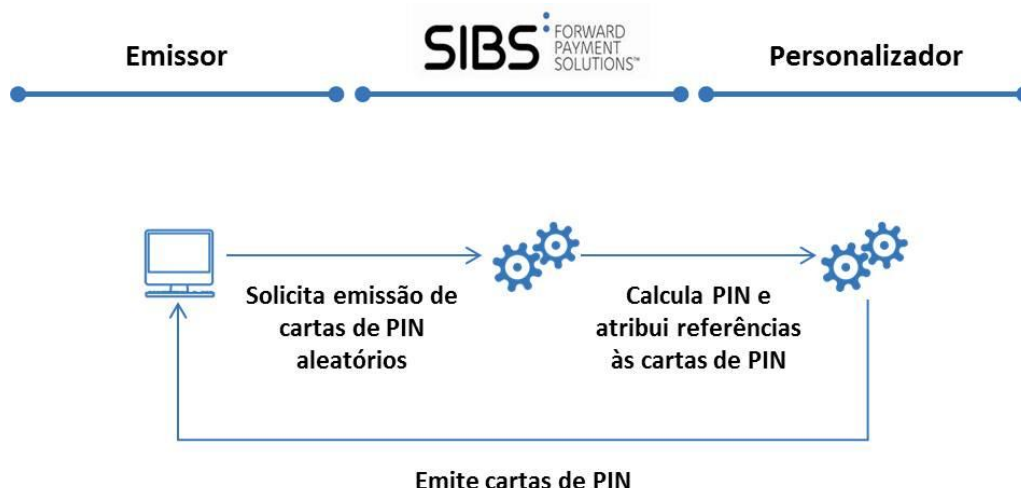 Emissor
SIBS
FORWARD
PAYMENT
SOLUTIONS™
Personalizador
Solicita emissão de
cartas de PIN
aleatórios
Calcula PIN e
atribui referências
às cartas de PIN
Emite cartas de PIN